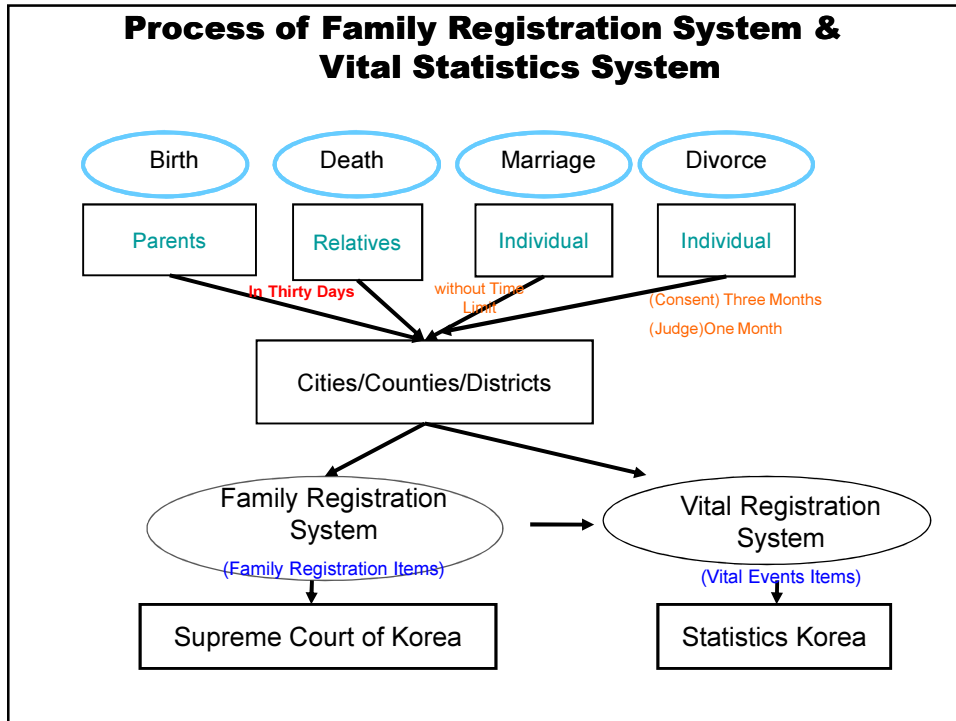 Process of Family Registration System &
Vital Statistics System
Birth
Death
Marriage
Divorce
Parents
Relatives
Individual
Individual
In Thirty Days
without Time
Limit
(Consent) Three Months
(Judge)One Month
Cities/Counties/Districts
Family Registration
System
(Family Registration Items)
Vital Registration
System
(Vital Events Items)
Supreme Court of Korea
Statistics Korea